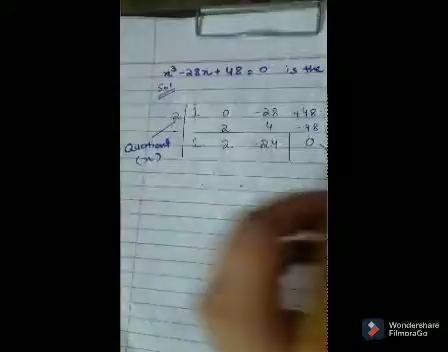 x³ -28x + 48 = 0 is the
Sol
2 1 0 -28 +48
2 4 -48
Quotient 1 2 -24 0
(x)
Wondershare
FilmoraGo